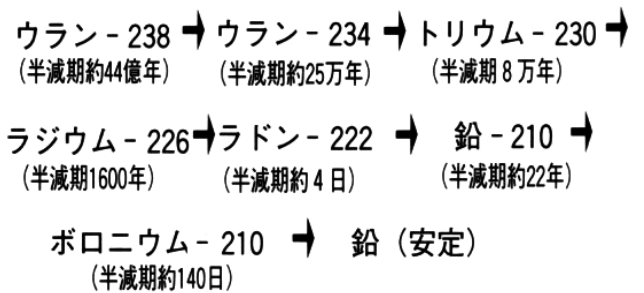 ウラン－238 ➡ ウラン－234 ➡ トリウム－230 ➡
(半減期約44億年) (半減期約25万年) (半減期8万年)
ラジウム－226 ➡ ラドン－222 ➡ 鉛－210 ➡
(半減期1600年) (半減期約4日) (半減期約22年)
ボロニウム－210 ➡ 鉛（安定）
(半減期約140日)